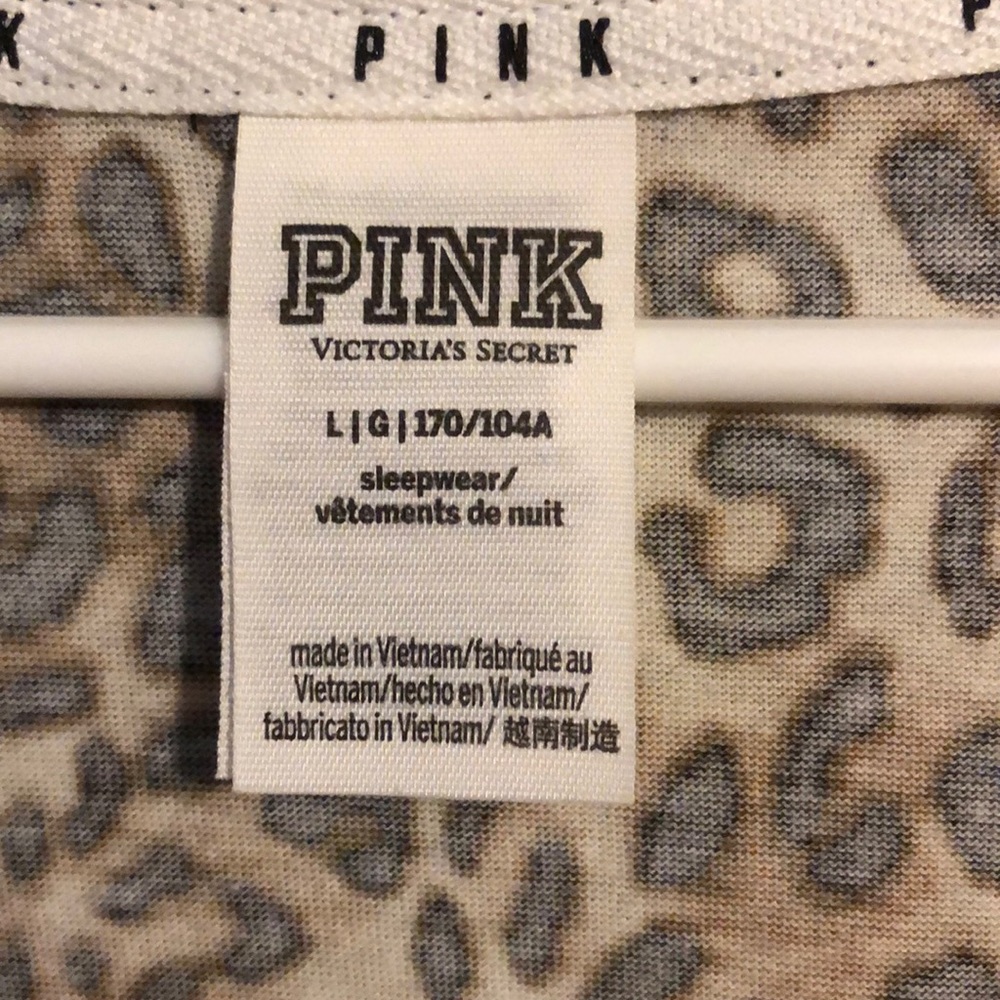 PINK
PINK
VICTORIA'S SECRET
L | G | 170/104A
sleepwear/
vêtements de nuit
made in Vietnam/fabriqué au
Vietnam/hecho en Vietnam/
fabbricato in Vietnam/ 越南制造